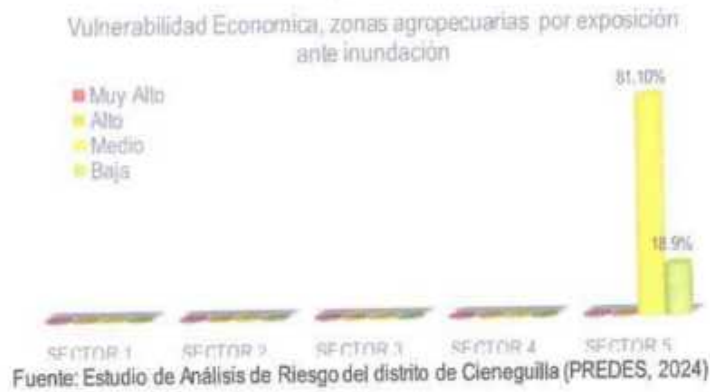 Vulnerabilidad Economica, zonas agropecuarias por exposición
ante inundación
Muy Alto
Alto
Medio
Baja
81.10%
18.9%
SECTOR 1 SECTOR 2 SECTOR 3 SECTOR 4 SECTOR 5
Fuente: Estudio de Análisis de Riesgo del distrito de Cieneguilla (PREDES, 2024)